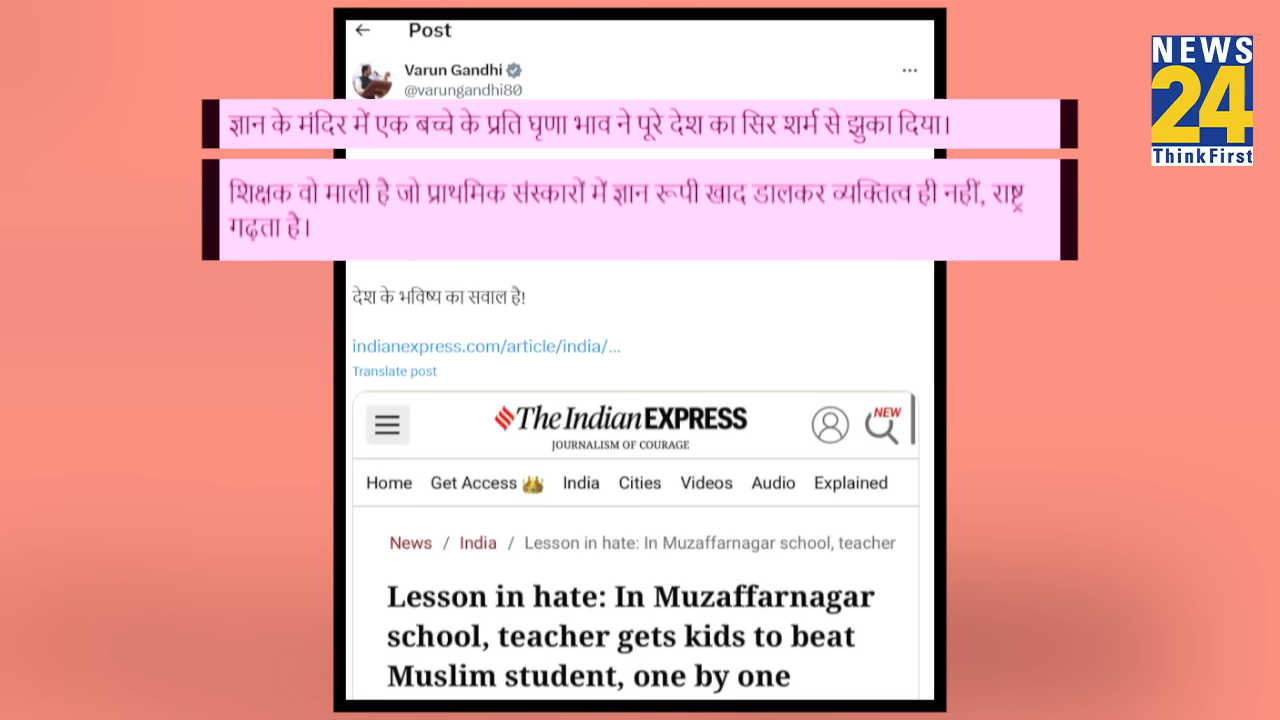 Post
Varun Gandhi
@varungandhi80
ज्ञान के मंदिर में एक बच्चे के प्रति घृणा भाव ने पूरे देश का सिर शर्म से झुका दिया।
शिक्षक वो माली है जो प्राथमिक संस्कारों में ज्ञान रूपी खाद डालकर व्यक्तित्व ही नहीं, राष्ट्र
गढ़ता है।
देश के भविष्य का सवाल है!
indianexpress.com/article/india/...
Translate post
The Indian EXPRESS
JOURNALISM OF COURAGE
NEW
Home Get Access India Cities Videos Audio Explained
News / India / Lesson in hate: In Muzaffarnagar school, teacher
Lesson in hate: In Muzaffarnagar
school, teacher gets kids to beat
Muslim student, one by one
NEWS
24
ThinkFirst